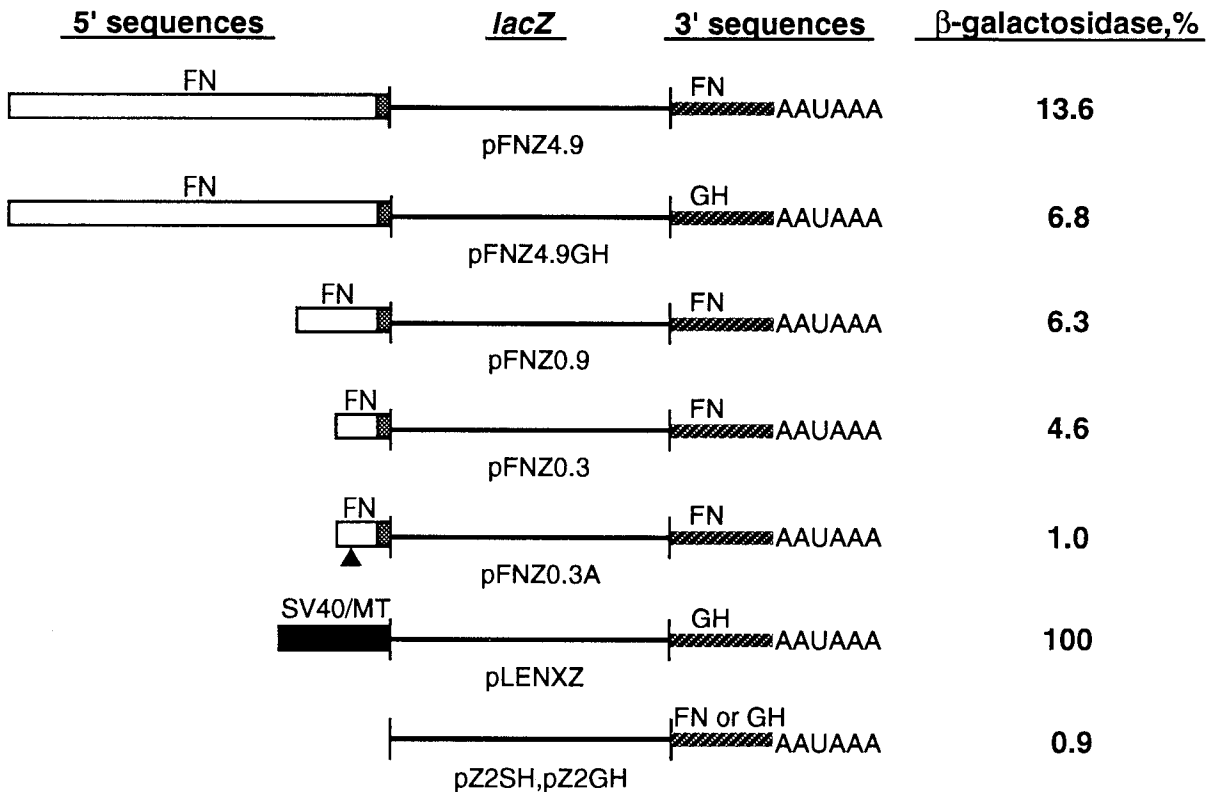 5' sequences lacZ 3' sequences β-galactosidase,%
FN FN
AAUAAA 13.6
pFNZ4.9
FN GH
AAUAAA 6.8
pFNZ4.9GH
FN FN
AAUAAA 6.3
pFNZ0.9
FN FN
AAUAAA 4.6
pFNZ0.3
FN FN
AAUAAA 1.0
pFNZ0.3A
SV40/MT GH
AAUAAA 100
pLENXZ
FN or GH
AAUAAA 0.9
pZ2SH,pZ2GH